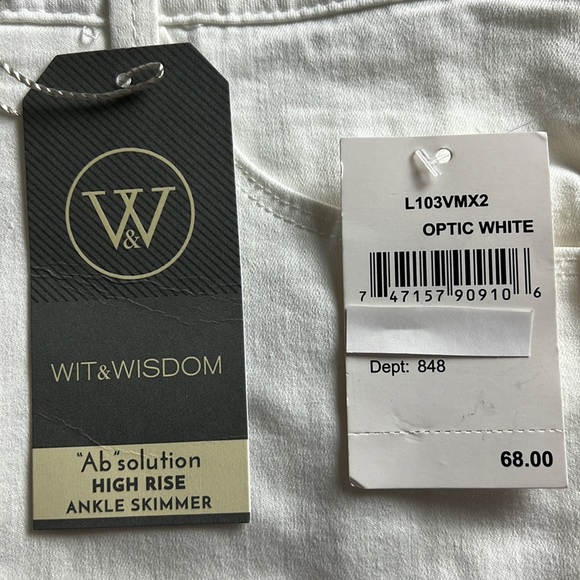 W&W
WIT&WISDOM
"Ab"solution
HIGH RISE
ANKLE SKIMMER
L103VMX2
OPTIC WHITE
7 47157 90910 6
Dept: 848
68.00